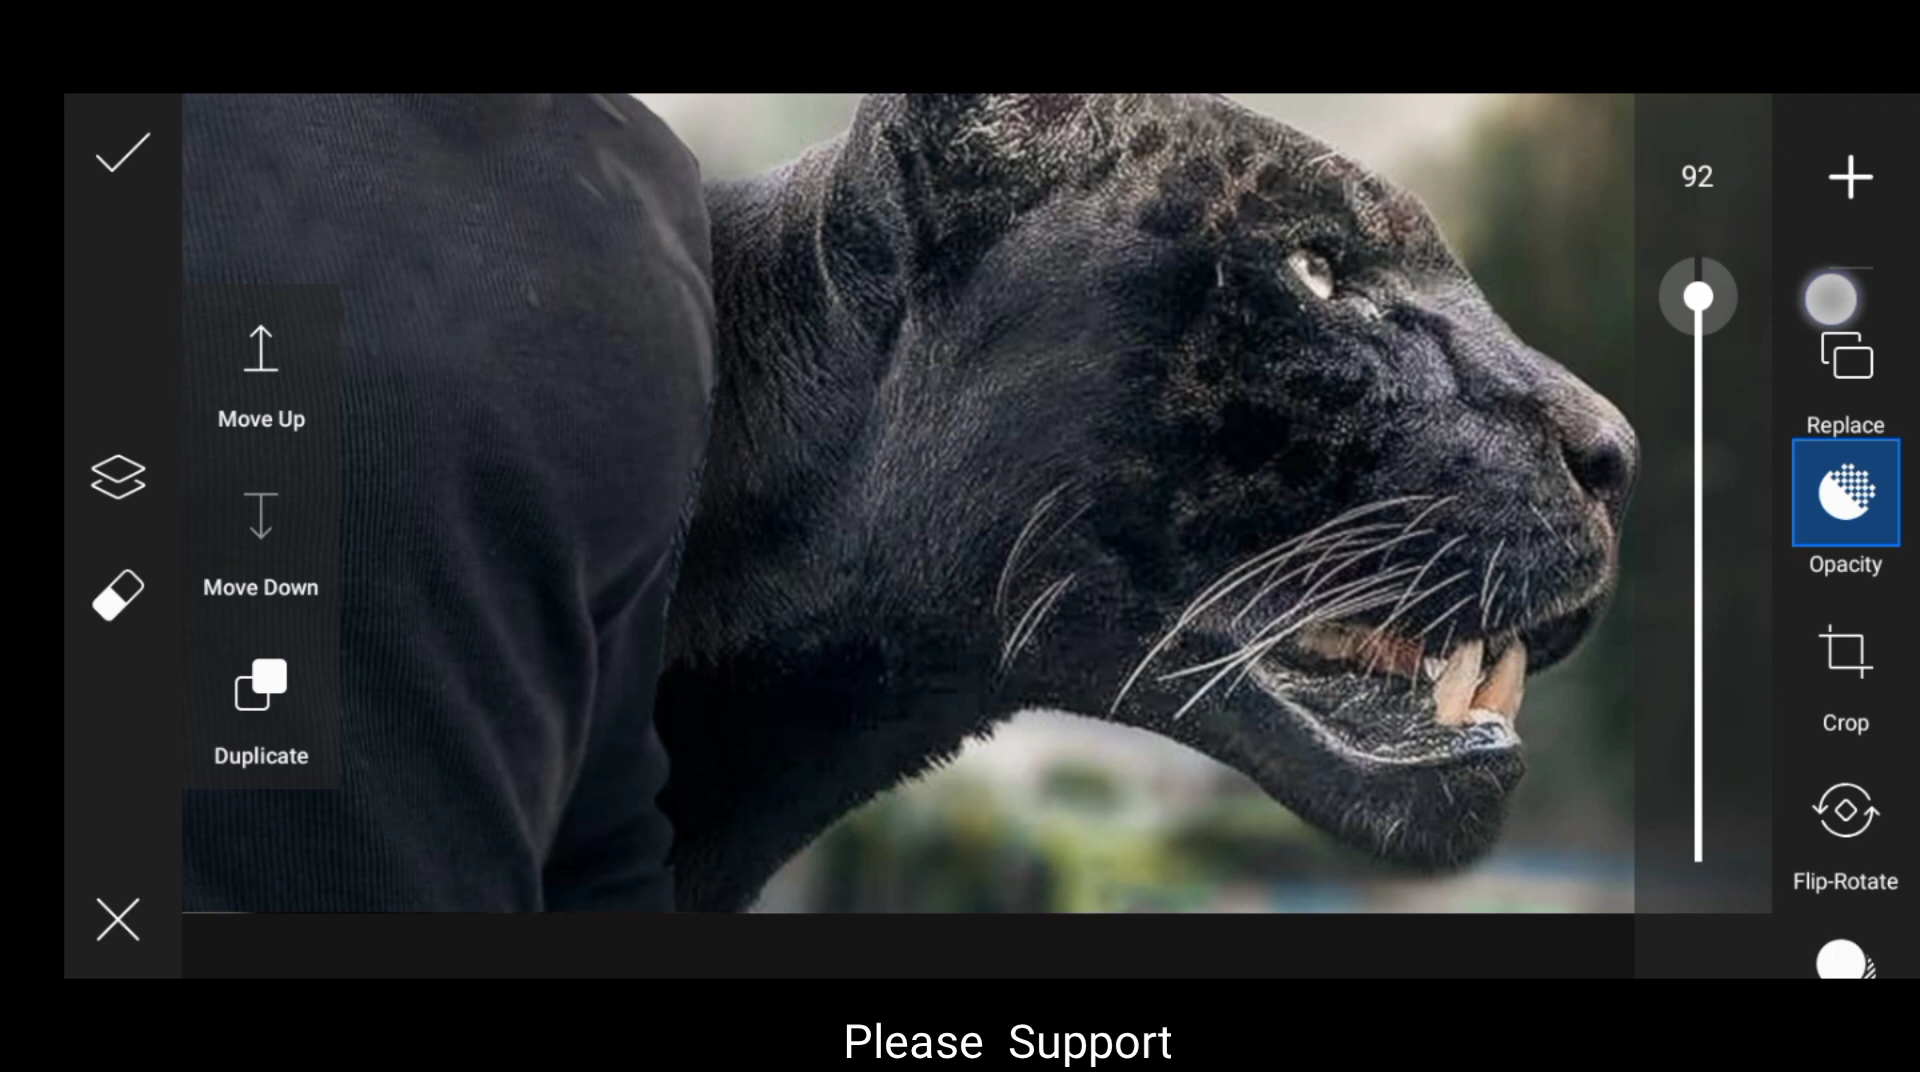 92
Move Up
Replace
Opacity
Move Down
Crop
Duplicate
Flip-Rotate
Please Support